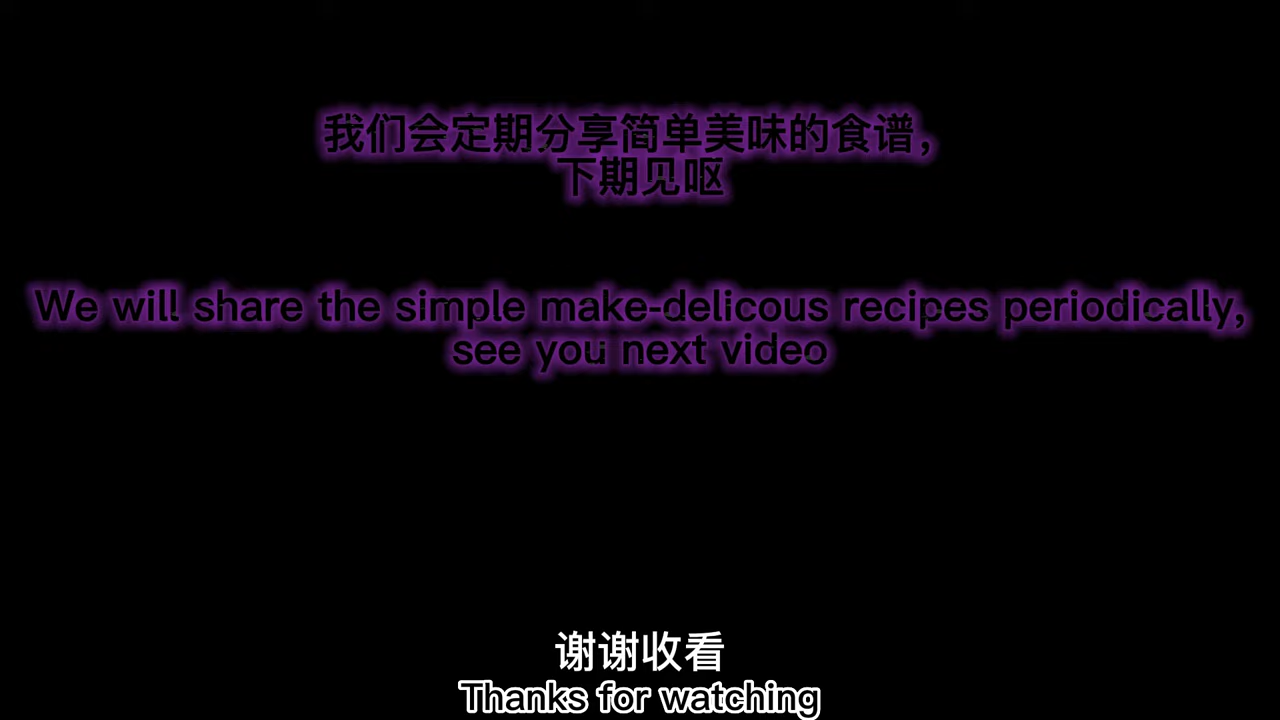 我们会定期分享简单美味的食谱，
下期见呕
We will share the simple make-delicous recipes periodically,
see you next video
谢谢收看
Thanks for watching